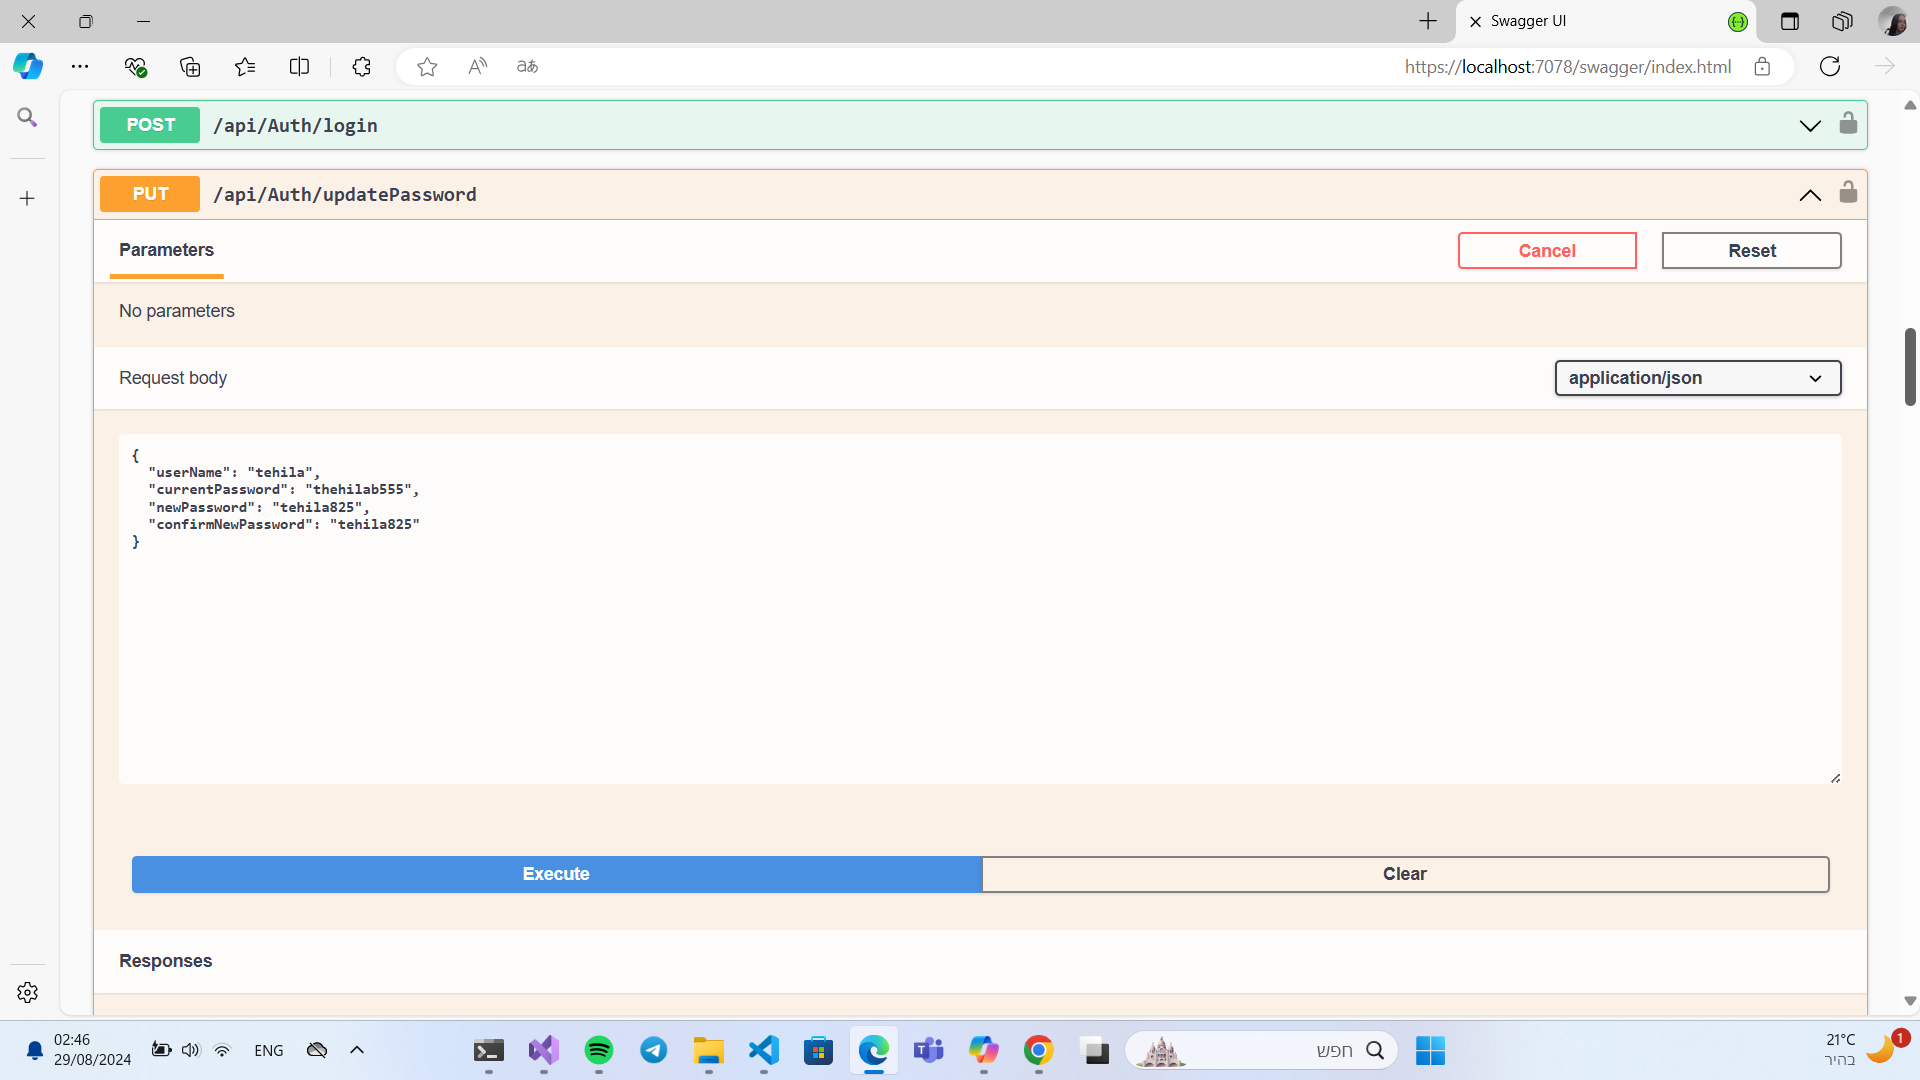 Swagger UI
https://localhost:7078/swagger/index.html
POST /api/Auth/login
PUT /api/Auth/updatePassword
Parameters
Cancel
Reset
No parameters
Request body
application/json
{
"userName": "tehila",
"currentPassword": "thehilab555",
"newPassword": "tehila825",
"confirmNewPassword": "tehila825"
}
Execute
Clear
Responses
02:46
29/08/2024
ENG
חפש
21°C
בהיר
1